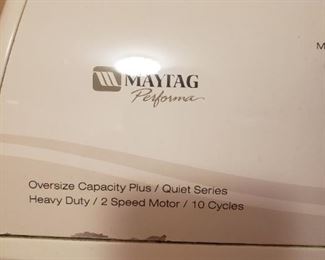 M
MAYTAG
Performa
Oversize Capacity Plus / Quiet Series
Heavy Duty / 2 Speed Motor / 10 Cycles